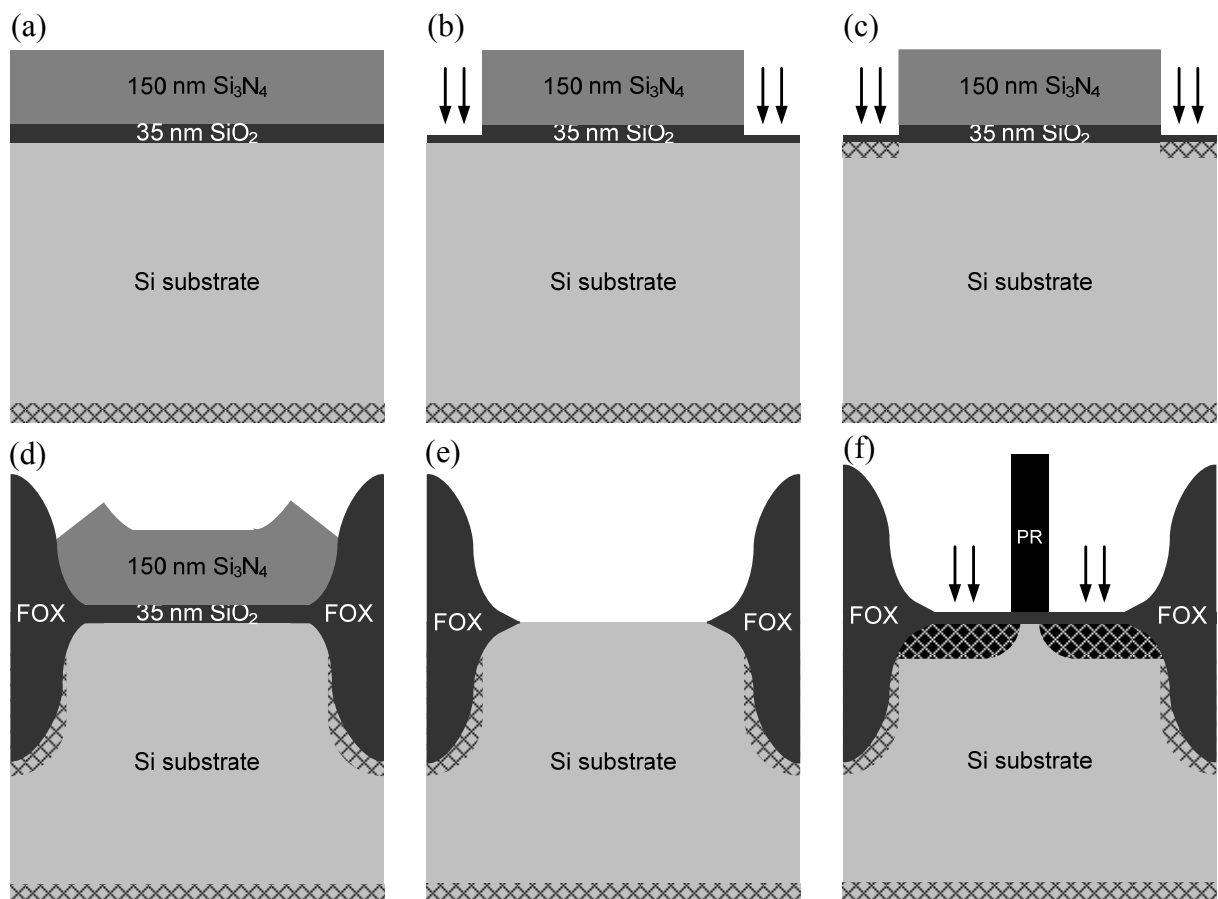 (a)
150 nm Si₃N₄
35 nm SiO₂
Si substrate
(b)
150 nm Si₃N₄
35 nm SiO₂
Si substrate
(c)
150 nm Si₃N₄
35 nm SiO₂
Si substrate
(d)
150 nm Si₃N₄
35 nm SiO₂
FOX
FOX
Si substrate
(e)
FOX
FOX
Si substrate
(f)
PR
FOX
FOX
Si substrate